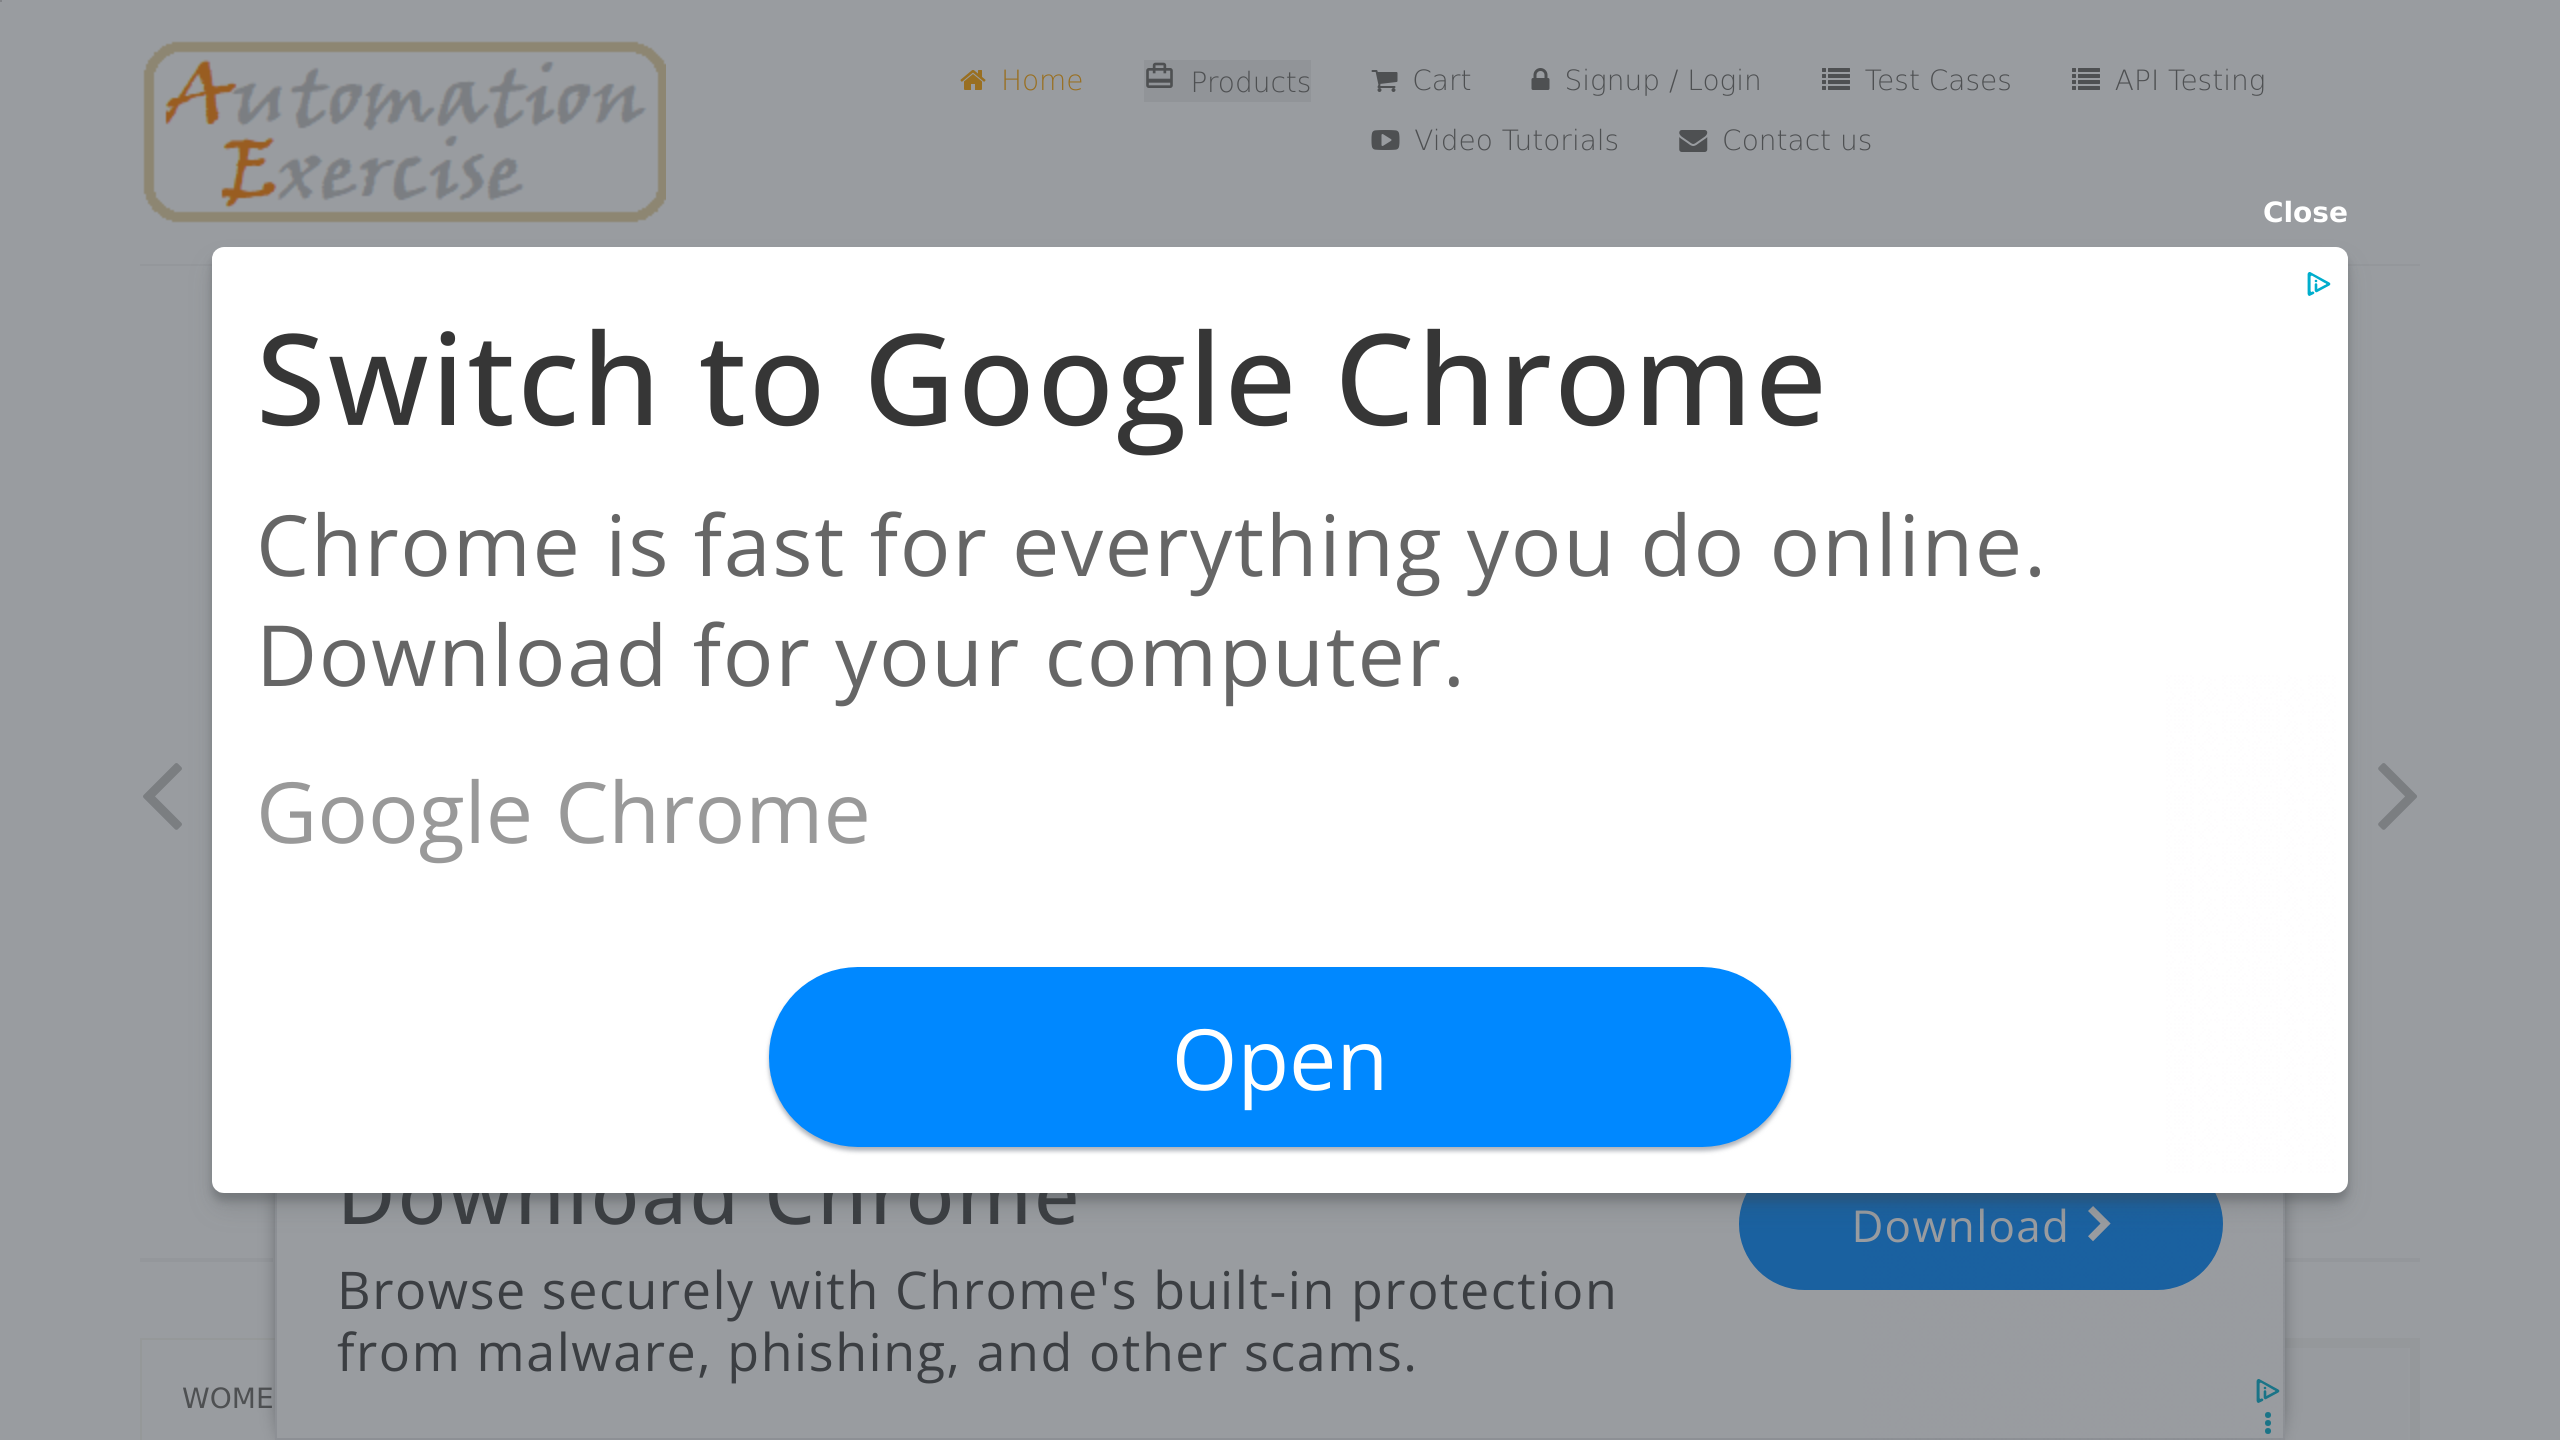 Automation
Exercise
Home
Products
Cart
Signup / Login
Test Cases
API Testing
Video Tutorials
Contact us
Close
Switch to Google Chrome
Chrome is fast for everything you do online.
Download for your computer.
Google Chrome
Open
Download Chrome
Download
Browse securely with Chrome's built-in protection
from malware, phishing, and other scams.
WOME